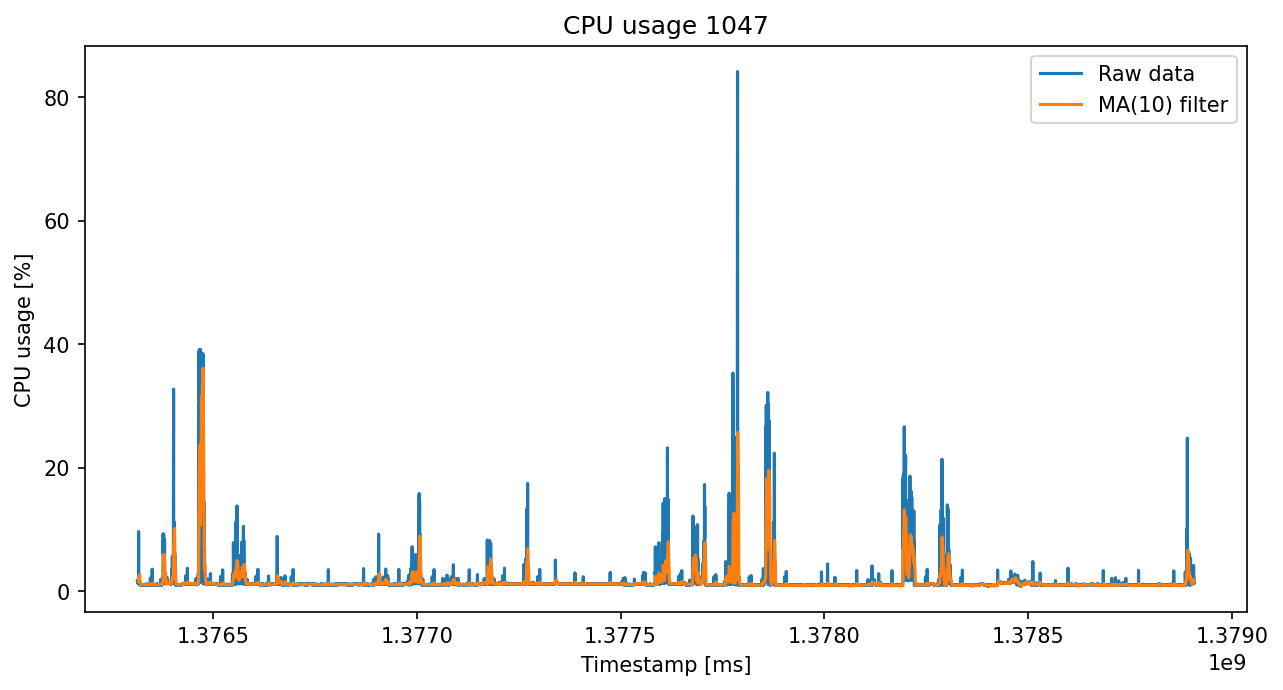 CPU usage 1047
Raw data
MA(10) filter
CPU usage [%]
80
60
40
20
0
1.3765 1.3770 1.3775 1.3780 1.3785 1.3790
1e9
Timestamp [ms]